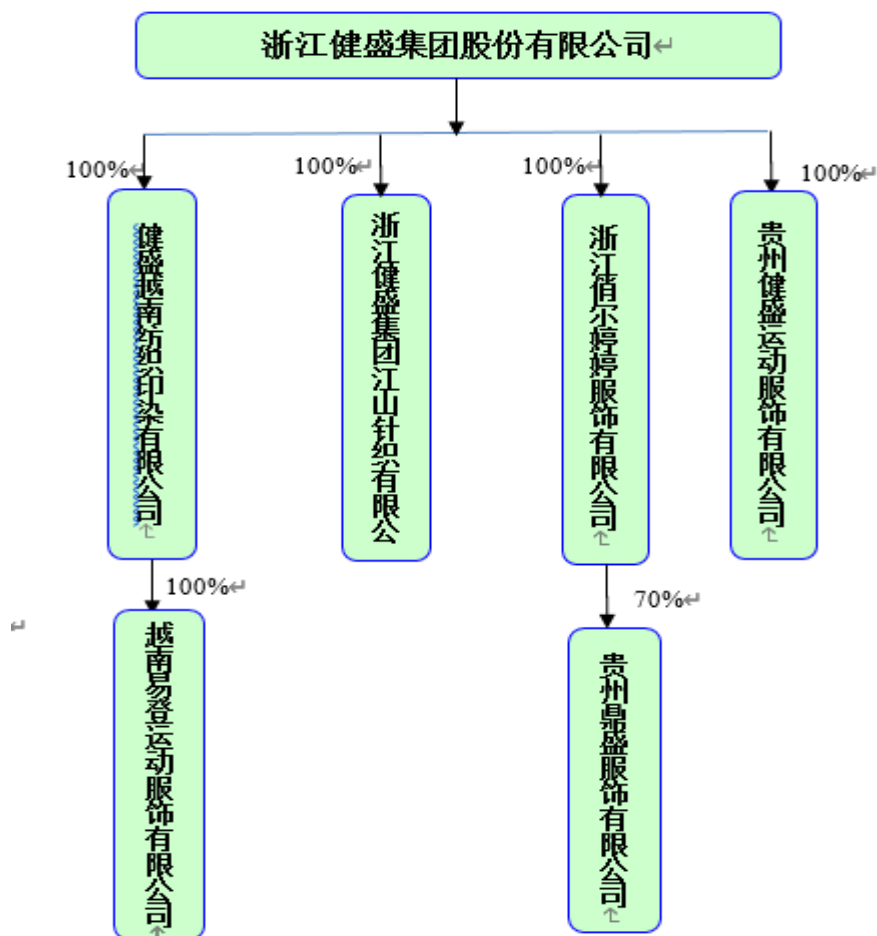 浙江健盛集团股份有限公司
100%
100%
100%
100%
健盛越南纺织印染有限公司
浙江健盛集团江山针织有限公
浙江俏尔婷婷服饰有限公司
贵州健盛运动服饰有限公司
100%
70%
越南易登运动服饰有限公司
贵州鼎盛服饰有限公司